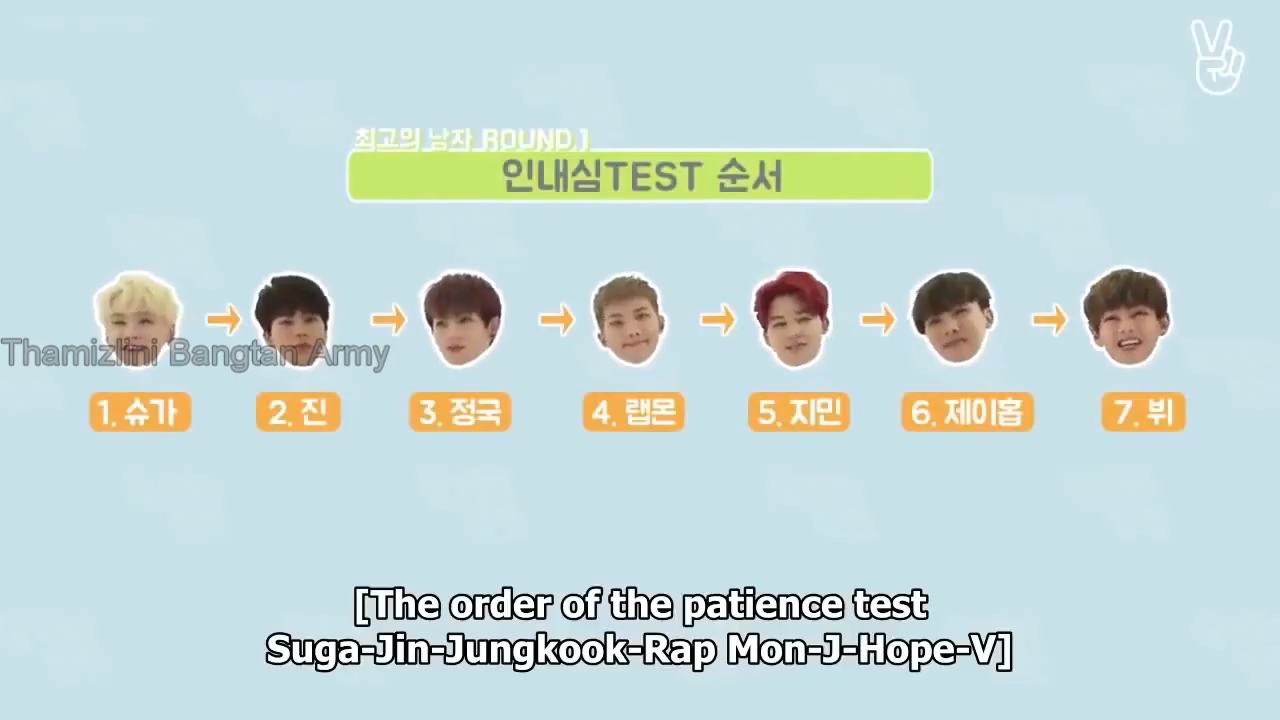 최고의 남자 ROUND.1
인내심TEST 순서
Thamizlini Bangtan Army
1. 슈가
2. 진
3. 정국
4. 랩몬
5. 지민
6. 제이홉
7. 뷔
[The order of the patience test
Suga-Jin-Jungkook-Rap Mon-J-Hope-V]